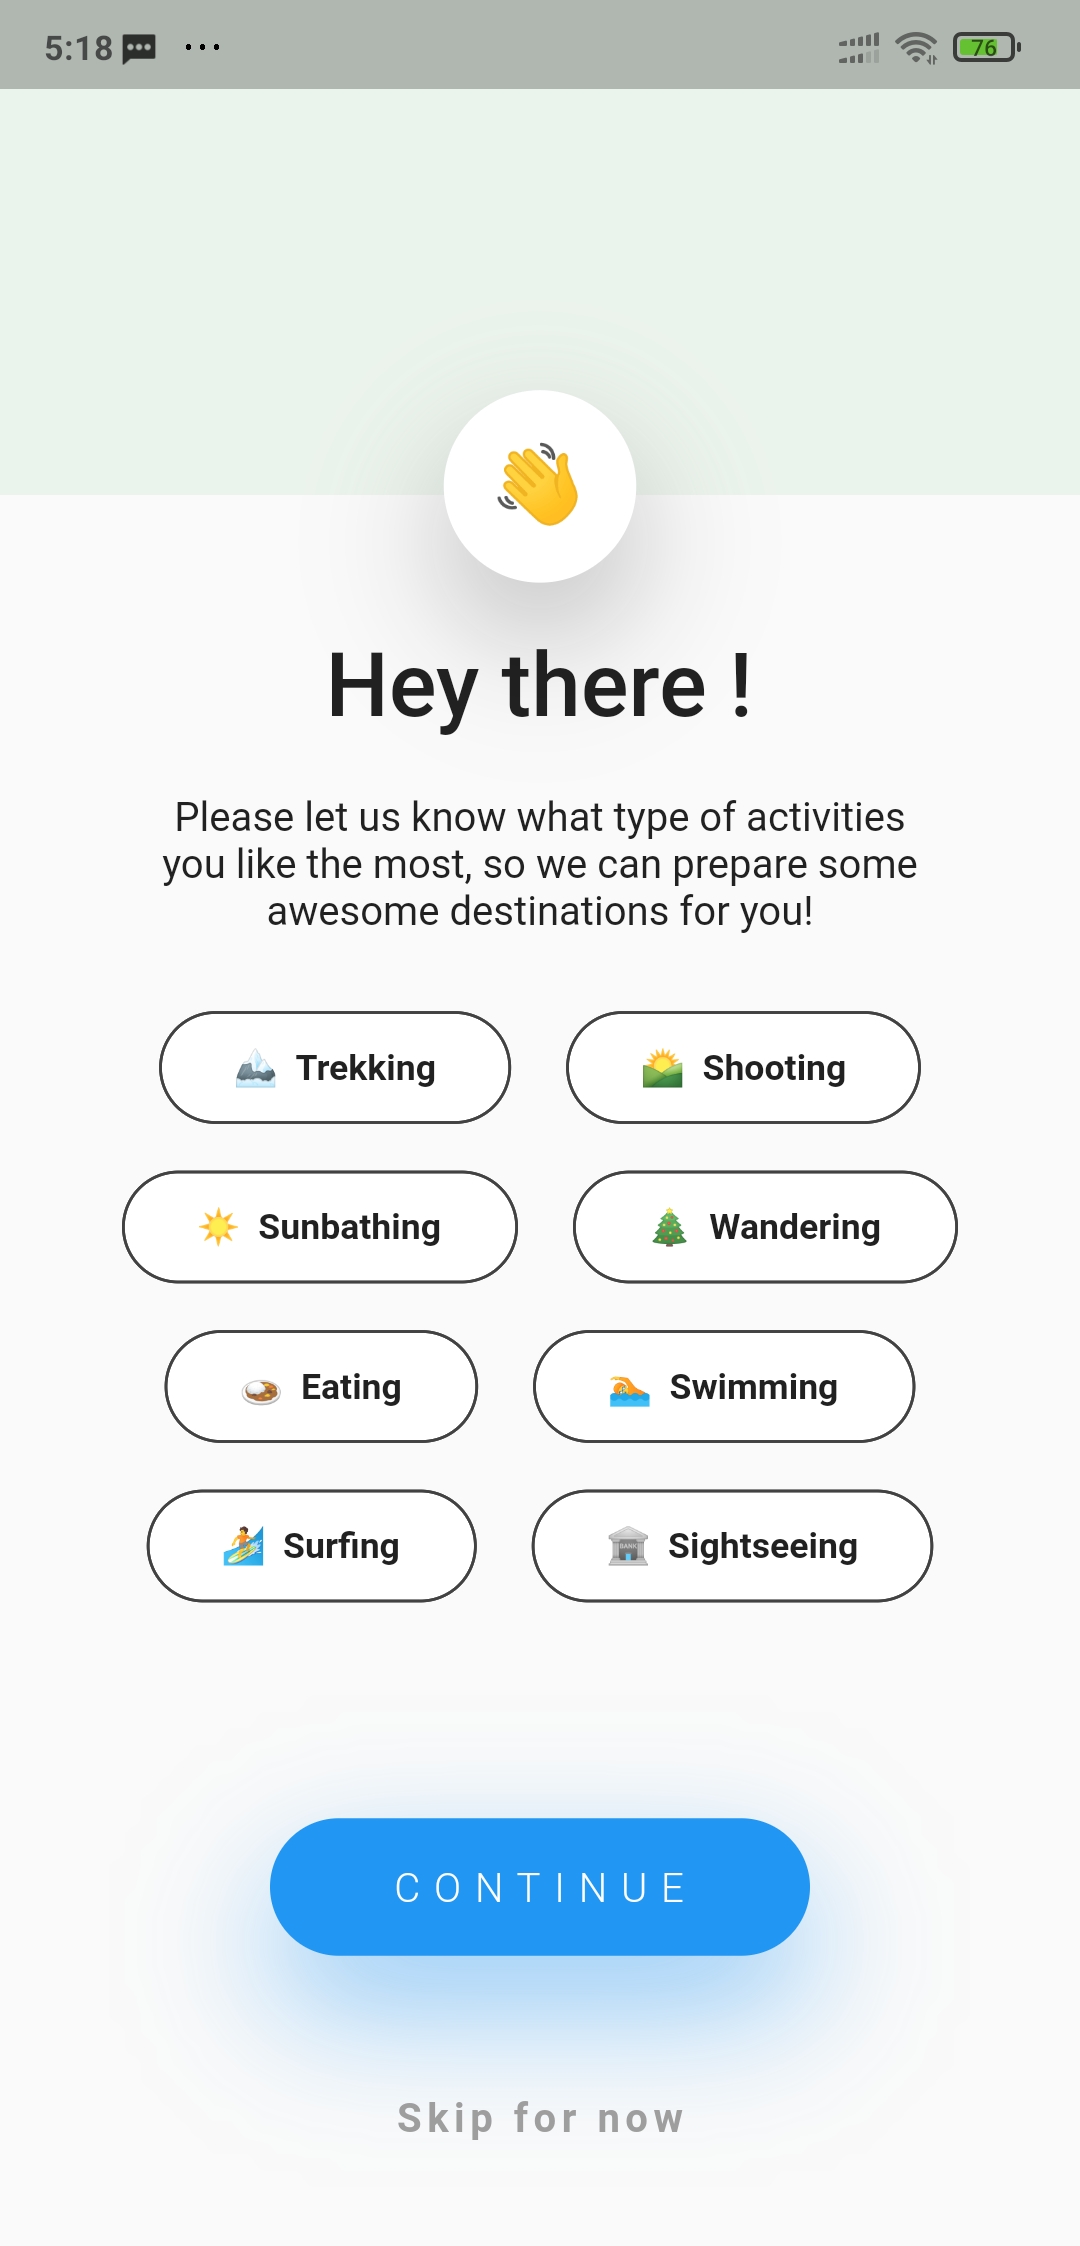 5:18 ...
76
Hey there !
Please let us know what type of activities
you like the most, so we can prepare some
awesome destinations for you!
Trekking
Shooting
Sunbathing
Wandering
Eating
Swimming
Surfing
BANK
Sightseeing
CONTINUE
Skip for now